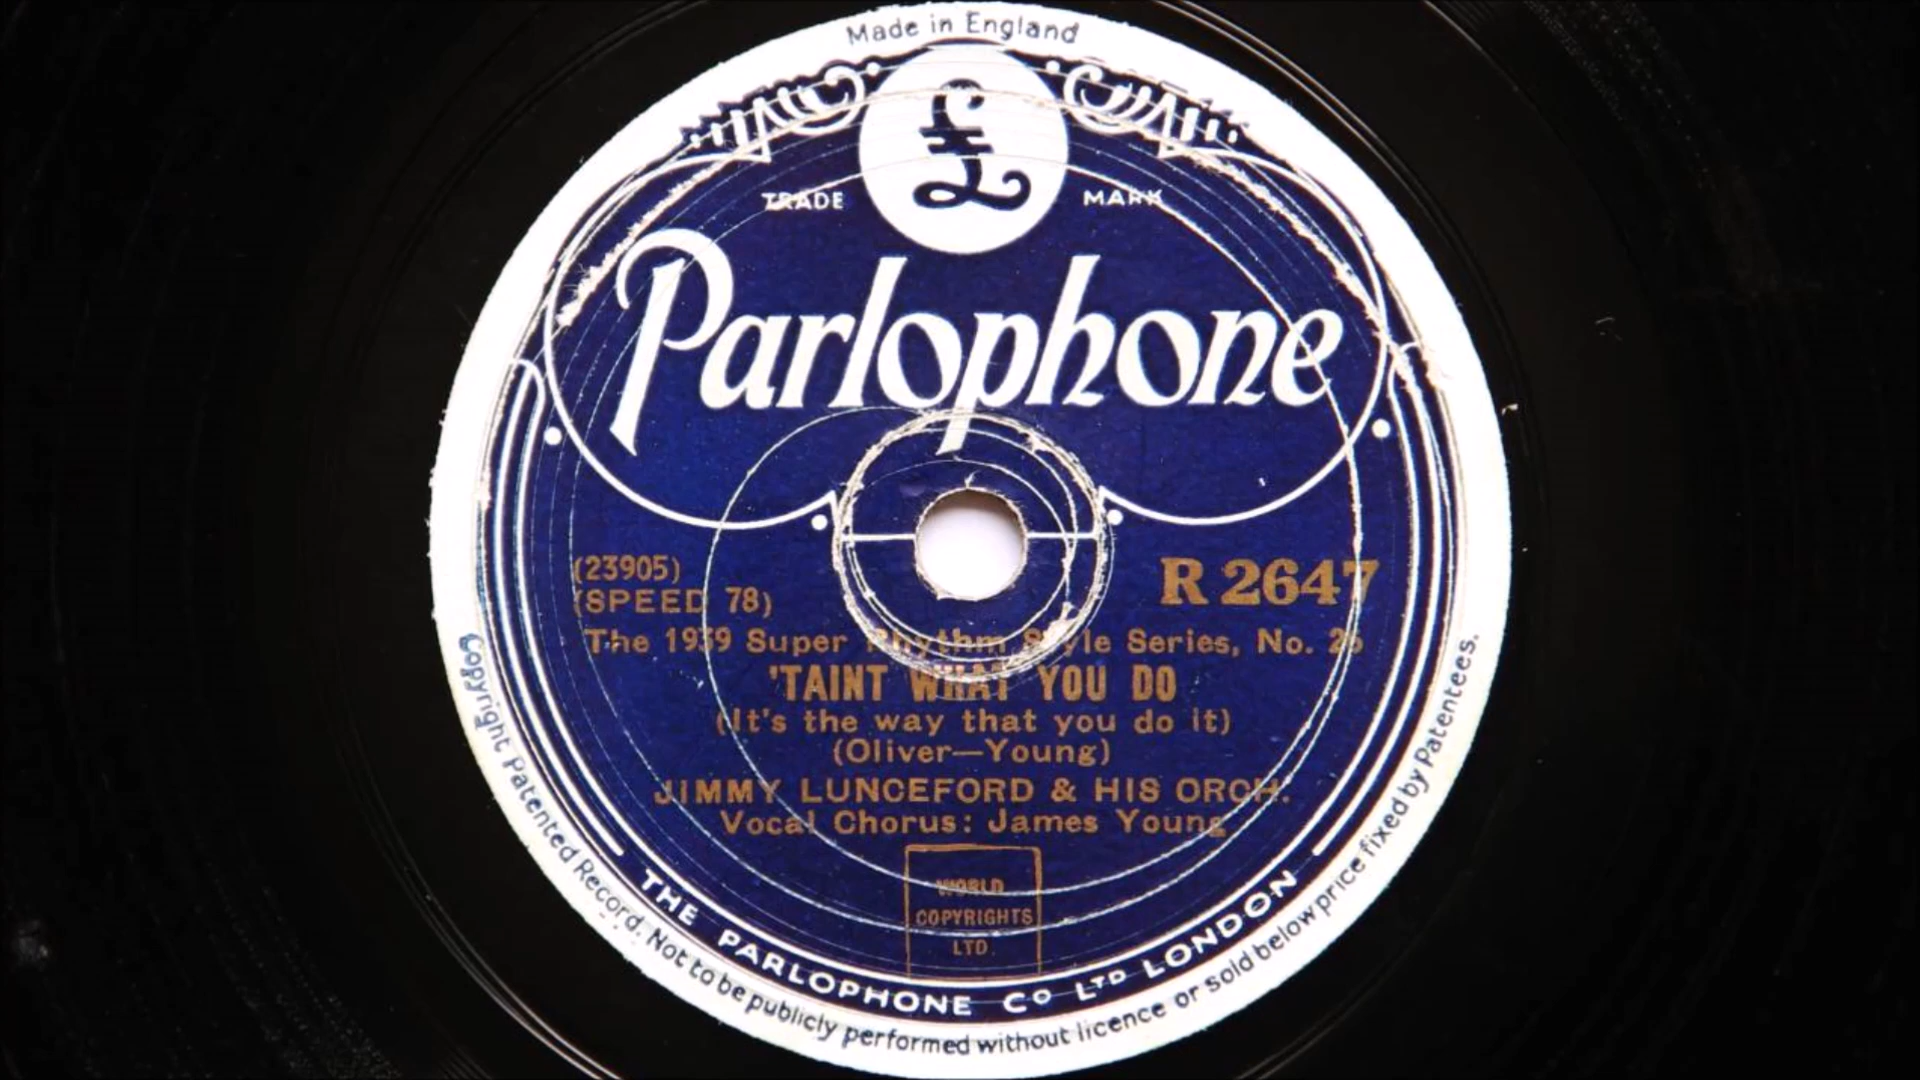 Made in England
£
TRADE MARK
Parlophone
(23905)
(SPEED 78)
R 2647
The 1939 Super Rhythm Style Series, No. 26
'TAINT WHAT YOU DO
(It's the way that you do it)
(Oliver—Young)
JIMMY LUNCEFORD & HIS ORCH.
Vocal Chorus: James Young
WORLD
COPYRIGHTS
LTD.
THE PARLOPHONE Co LTD LONDON
Copyright Patented Record. Not to be publicly performed without licence or sold below price fixed by Patentees.